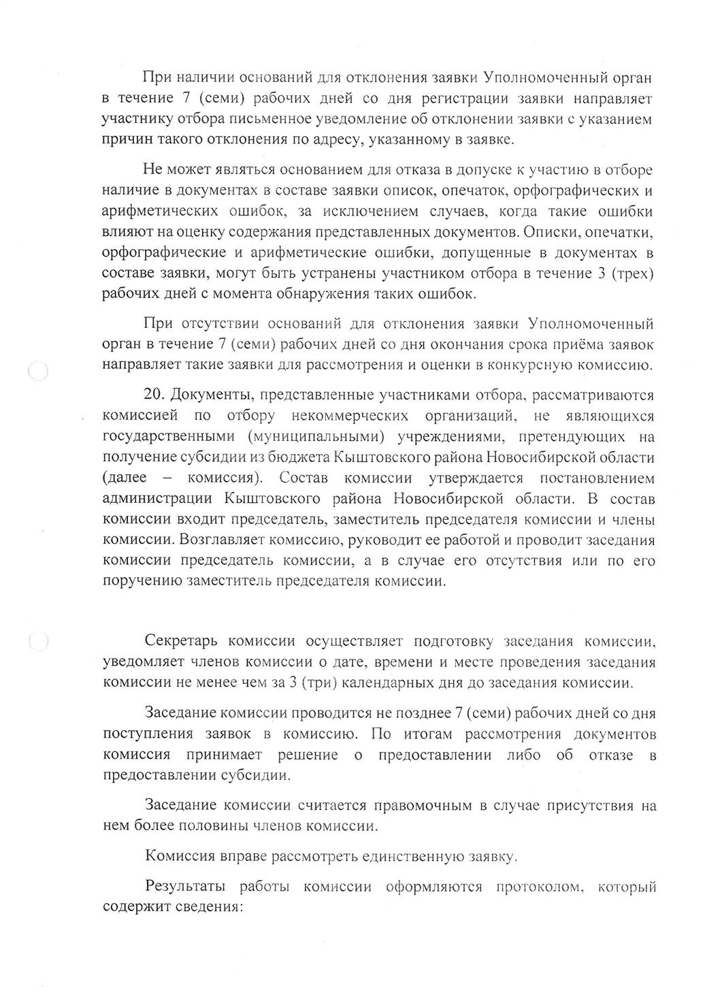 При наличии оснований для отклонения заявки Уполномоченный орган
в течение 7 (семи) рабочих дней со дня регистрации заявки направляет
участнику отбора письменное уведомление об отклонении заявки с указанием
причин такого отклонения по адресу, указанному в заявке.
Не может являться основанием для отказа в допуске к участию в отборе
наличие в документах в составе заявки описок, опечаток, орфографических и
арифметических ошибок, за исключением случаев, когда такие ошибки
влияют на оценку содержания представленных документов. Описки, опечатки,
орфографические и арифметические ошибки, допущенные в документах в
составе заявки, могут быть устранены участником отбора в течение 3 (трех)
рабочих дней с момента обнаружения таких ошибок.
При отсутствии оснований для отклонения заявки Уполномоченный
орган в течение 7 (семи) рабочих дней со дня окончания срока приёма заявок
направляет такие заявки для рассмотрения и оценки в конкурсную комиссию.
20. Документы, представленные участниками отбора, рассматриваются
комиссией по отбору некоммерческих организаций, не являющихся
государственными (муниципальными) учреждениями, претендующих на
получение субсидии из бюджета Кыштовского района Новосибирской области
(далее – комиссия). Состав комиссии утверждается постановлением
администрации Кыштовского района Новосибирской области. В состав
комиссии входит председатель, заместитель председателя комиссии и члены
комиссии. Возглавляет комиссию, руководит ее работой и проводит заседания
комиссии председатель комиссии, а в случае его отсутствия или по его
поручению заместитель председателя комиссии.
Секретарь комиссии осуществляет подготовку заседания комиссии,
уведомляет членов комиссии о дате, времени и месте проведения заседания
комиссии не менее чем за 3 (три) календарных дня до заседания комиссии.
Заседание комиссии проводится не позднее 7 (семи) рабочих дней со дня
поступления заявок в комиссию. По итогам рассмотрения документов
комиссия принимает решение о предоставлении либо об отказе в
предоставлении субсидии.
Заседание комиссии считается правомочным в случае присутствия на
нем более половины членов комиссии.
Комиссия вправе рассмотреть единственную заявку.
Результаты работы комиссии оформляются протоколом, который
содержит сведения: